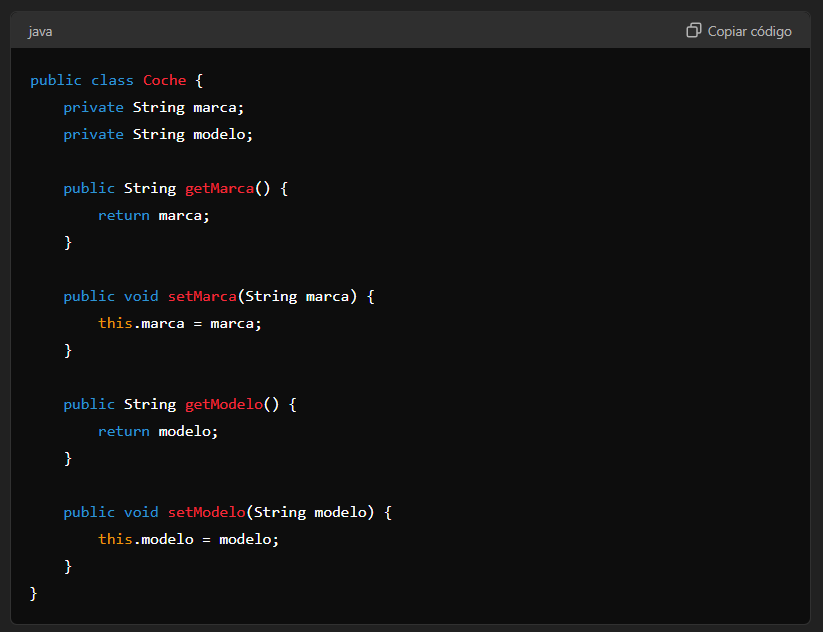 java
Copiar código
public class Coche {
    private String marca;
    private String modelo;

    public String getMarca() {
        return marca;
    }

    public void setMarca(String marca) {
        this.marca = marca;
    }

    public String getModelo() {
        return modelo;
    }

    public void setModelo(String modelo) {
        this.modelo = modelo;
    }
}